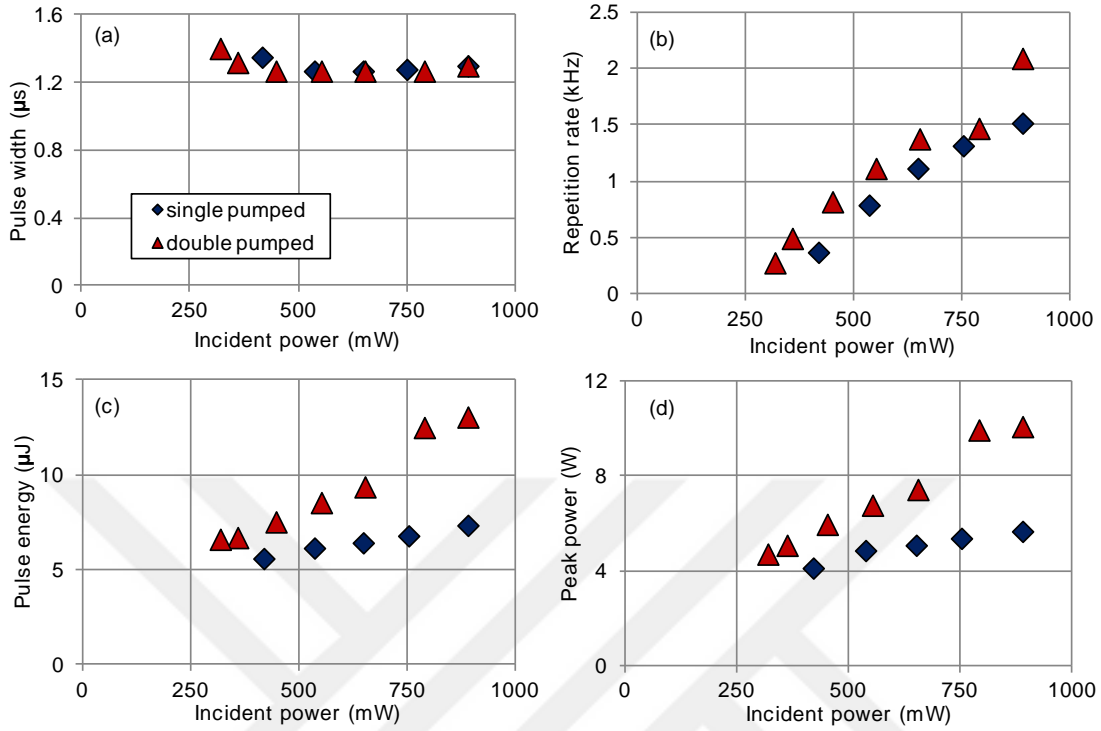 (a)
Pulse width (µs)
1.6
1.2
0.8
0.4
0
single pumped
double pumped
0 250 500 750 1000
Incident power (mW)
(b)
Repetition rate (kHz)
2.5
2
1.5
1
0.5
0
0 250 500 750 1000
Incident power (mW)
(c)
Pulse energy (µJ)
15
10
5
0
0 250 500 750 1000
Incident power (mW)
(d)
Peak power (W)
12
8
4
0
0 250 500 750 1000
Incident power (mW)